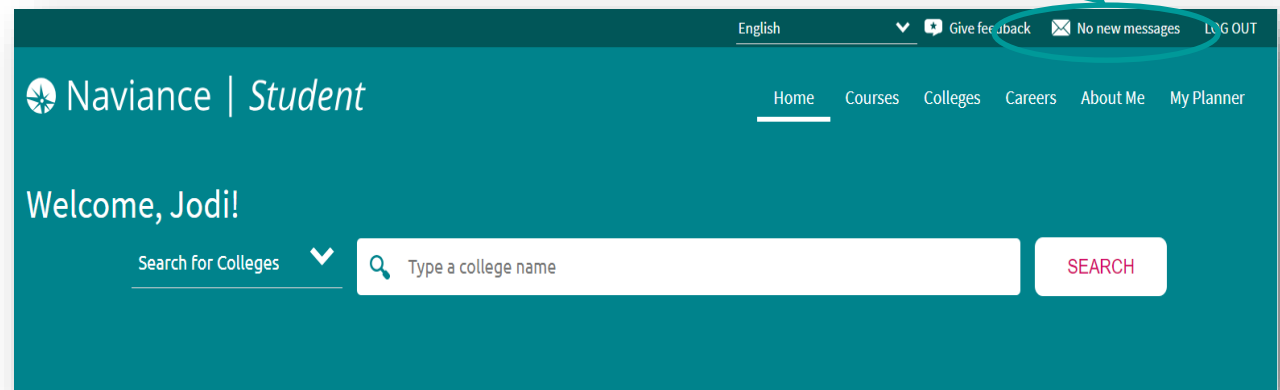 English Give feedback No new messages LOG OUT
Naviance | Student
Home Courses Colleges Careers About Me My Planner
Welcome, Jodi!
Search for Colleges Type a college name SEARCH